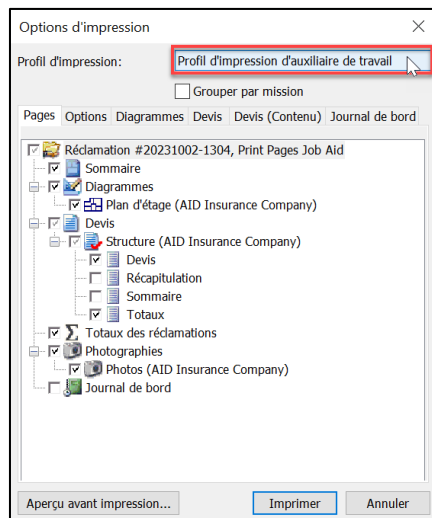 Options d'impression
Profil d'impression: Profil d'impression d'auxiliaire de travail
Grouper par mission
Pages Options Diagrammes Devis Devis (Contenu) Journal de bord
Réclamation #20231002-1304, Print Pages Job Aid
Sommaire
Diagrammes
Plan d'étage (AID Insurance Company)
Devis
Structure (AID Insurance Company)
Devis
Récapitulation
Sommaire
Totaux
Totaux des réclamations
Photographies
Photos (AID Insurance Company)
Journal de bord
Aperçu avant impression... Imprimer Annuler